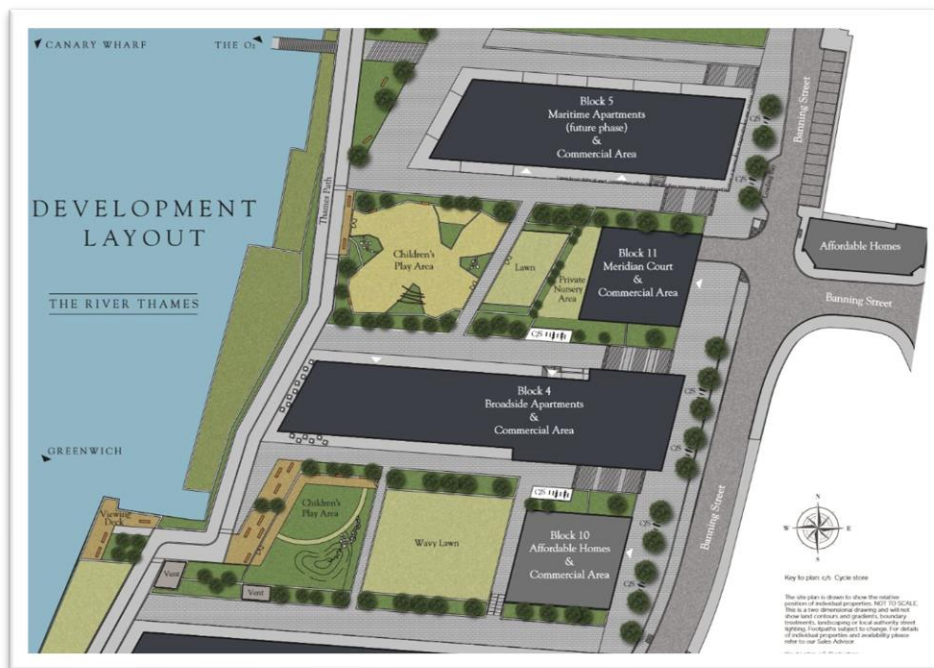 CANARY WHARF
THE O2
DEVELOPMENT
LAYOUT
THE RIVER THAMES
GREENWICH
Thames Path
Viewing
Deck
Vent
Vent
Block 5
Maritime Apartments
(future phase)
&
Commercial Area
C/S
C/S
Banning Street
Children's
Play Area
Lawn
Private
Nursery
Area
Block 11
Meridian Court
&
Commercial Area
Affordable Homes
Banning Street
C/S
Block 4
Broadside Apartments
&
Commercial Area
C/S
C/S
Children's
Play Area
Wavy Lawn
C/S
Block 10
Affordable Homes
&
Commercial Area
C/S
C/S
Banning Street
N
W
E
S
Key to plan: c/s Cycle store
The site plan is drawn to show the relative
position of individual properties. NOT TO SCALE.
This is a two dimensional drawing and will not
show land contours and gradients, boundary
treatments, landscaping or local authority street
lighting. Footpaths subject to change. For details
of individual properties and availability please
refer to our Sales Advisor.